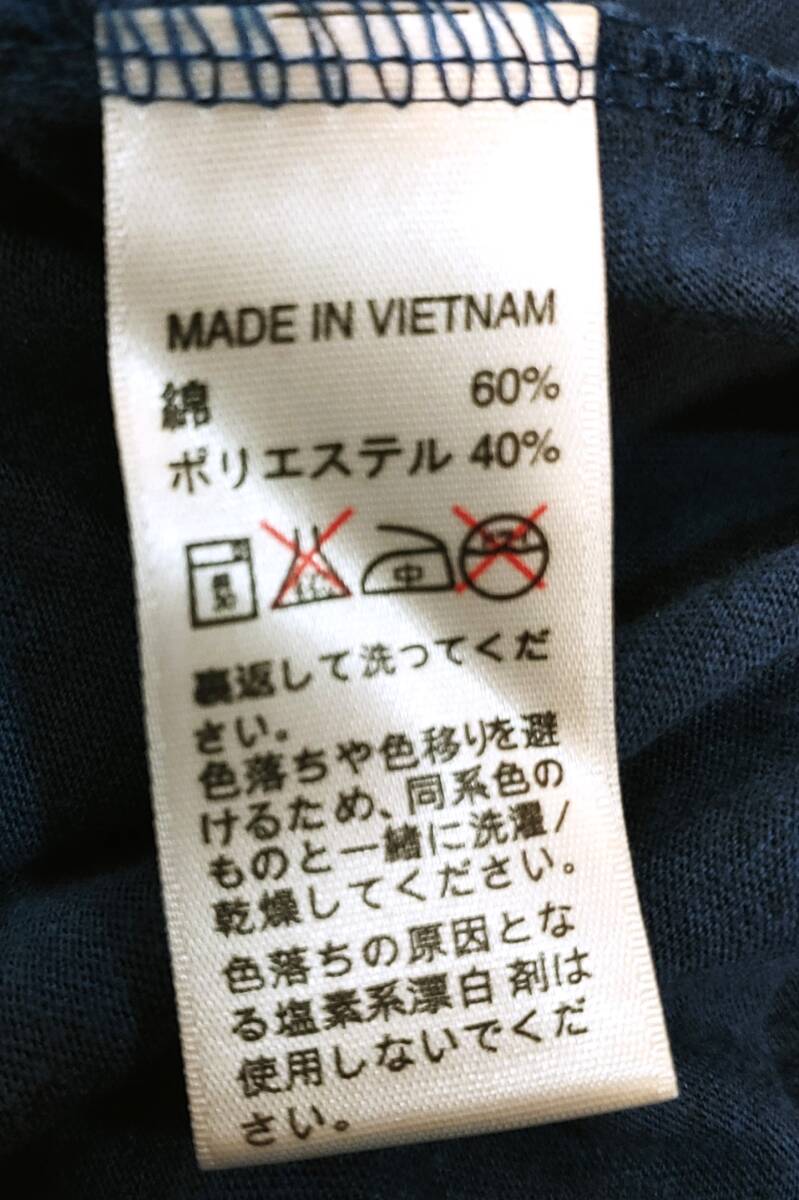 MADE IN VIETNAM
綿 60%
ポリエステル 40%
中
裏返して洗ってくだ
さい。
色落ちや色移りを避
けるため、同系色の
ものと一緒に洗濯/
乾燥してください。
色落ちの原因とな
る塩素系漂白 剤は
使用しないでくだ
さい。